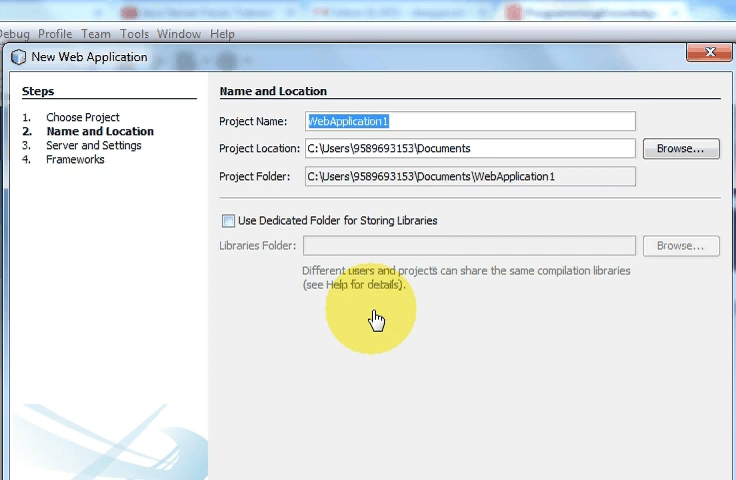 Debug Profile Team Tools Window Help
New Web Application
Steps
1. Choose Project
2. Name and Location
3. Server and Settings
4. Frameworks
Name and Location
Project Name: WebApplication1
Project Location: C:\Users\9589693153\Documents Browse...
Project Folder: C:\Users\9589693153\Documents\WebApplication1
Use Dedicated Folder for Storing Libraries
Libraries Folder: Browse...
Different users and projects can share the same compilation libraries
(see Help for details).